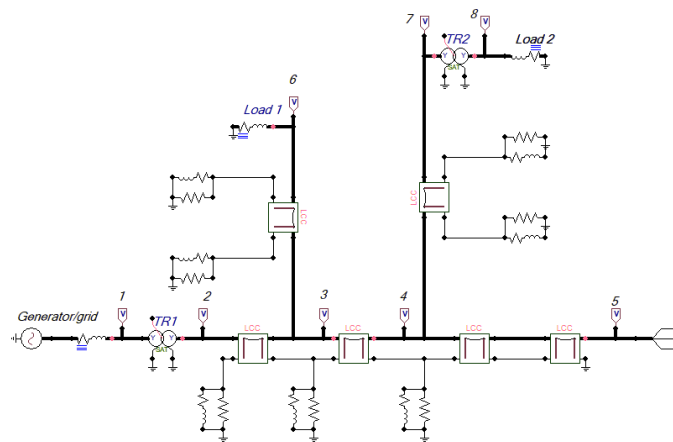 7
8
TR2
Load 2
Y
Y
SAT
V
V
6
V
Load 1
LCC
LCC
Generator/grid
1
TR1
2
3
4
5
V
Y
Y
SAT
V
V
V
V
LCC
LCC
LCC
LCC